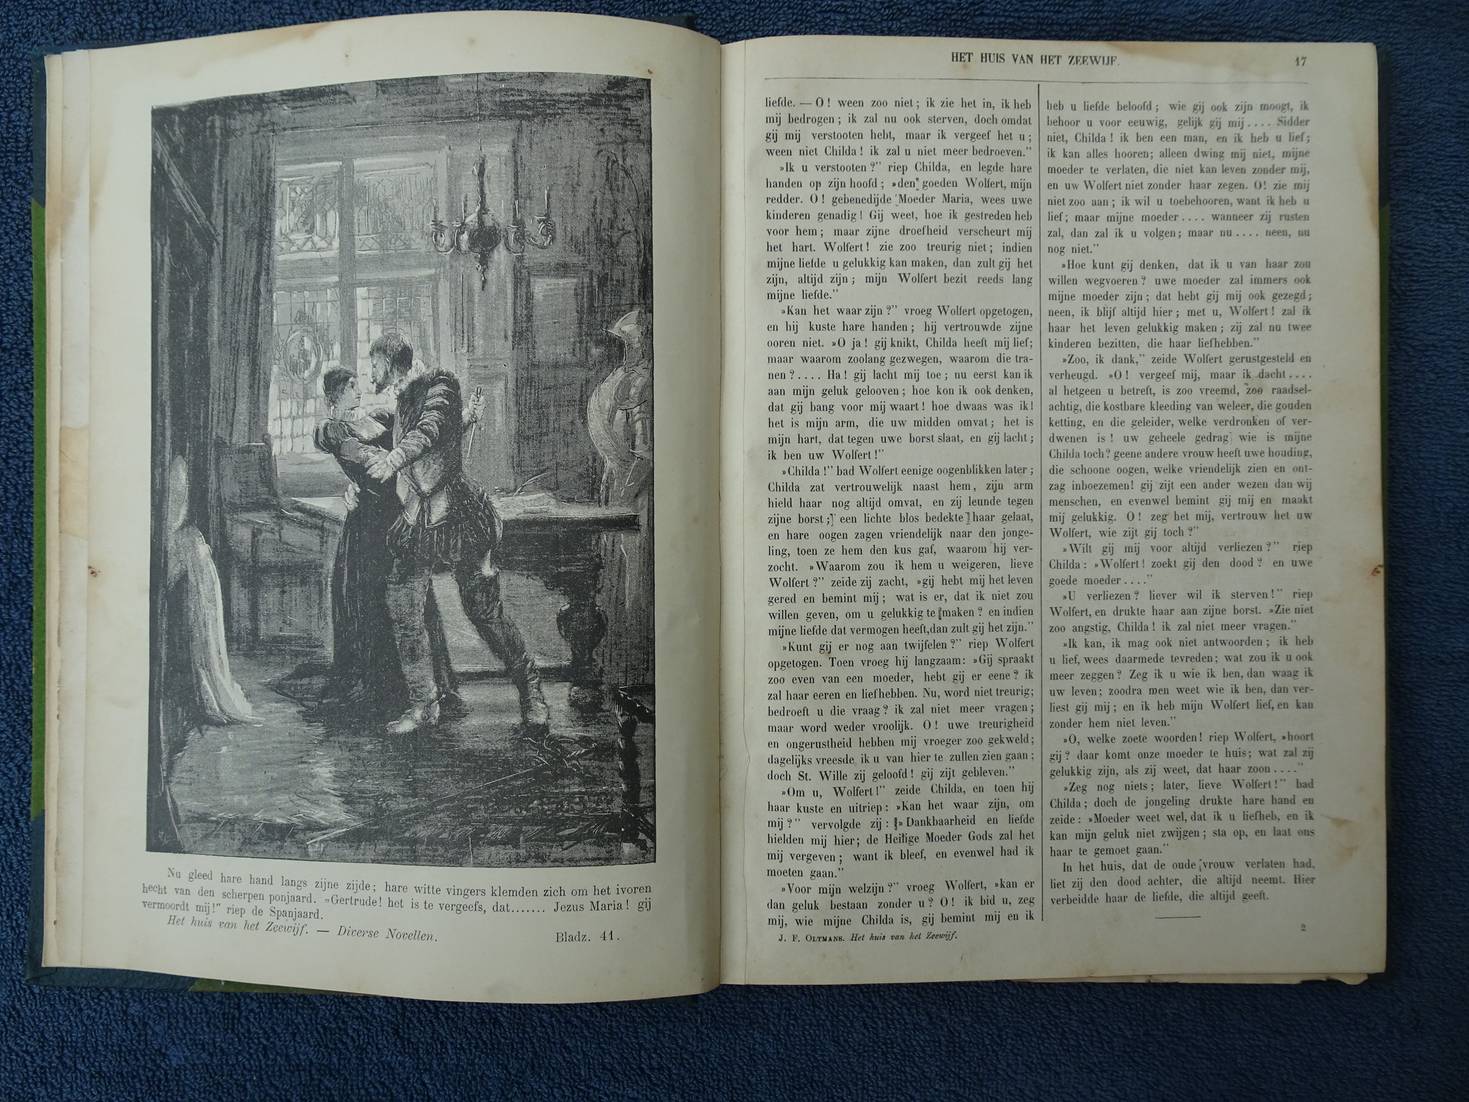 Nu gleed hare hand langs zijne zijde; hare witte vingers klemden zich om het ivoren
hecht van den scherpen ponjaard. »Gertrude! het is te vergeefs, dat....... Jezus Maria! gij
vermoordt mij!" riep de Spanjaard.
Het huis van het Zeewijf. — Diverse Novellen.
Bladz. 41.
HET HUIS VAN HET ZEEWIJF.
17
liefde. — O! ween zoo niet; ik zie het in, ik heb
mij bedrogen; ik zal nu ook sterven, doch omdat
gij mij verstooten hebt, maar ik vergeef het u;
ween niet Childa! ik zal u niet meer bedroeven."
»Ik u verstooten?" riep Childa, en legde hare
handen op zijn hoofd; »den goeden Wolfert, mijn
redder. O! gebenedijde Moeder Maria, wees uwe
kinderen genadig! Gij weet, hoe ik gestreden heb
voor hem; maar zijne droefheid verscheurt mij
het hart. Wolfert! zie zoo treurig niet; indien
mijne liefde u gelukkig kan maken, dan zult gij het
zijn, altijd zijn; mijn Wolfert bezit reeds lang
mijne liefde."
»Kan het waar zijn?" vroeg Wolfert opgetogen,
en hij kuste hare handen; hij vertrouwde zijne
ooren niet. »O ja! gij knikt, Childa heeft mij lief;
maar waarom zoolang gezwegen, waarom die tra-
nen?.... Ha! gij lacht mij toe; nu eerst kan ik
aan mijn geluk gelooven; hoe kon ik ook denken,
dat gij bang voor mij waart! hoe dwaas was ik!
het is mijn arm, die uw midden omvat; het is
mijn hart, dat tegen uwe borst slaat, en gij lacht;
ik ben uw Wolfert!"
»Childa!" bad Wolfert eenige oogenblikken later;
Childa zat vertrouwelijk naast hem, zijn arm
hield haar nog altijd omvat, en zij leunde tegen
zijne borst; een lichte blos bedekte haar gelaat,
en hare oogen zagen vriendelijk naar den jonge-
ling, toen ze hem den kus gaf, waarom hij ver-
zocht. »Waarom zou ik hem u weigeren, lieve
Wolfert?" zeide zij zacht, »gij hebt mij het leven
gered en bemint mij; wat is er, dat ik niet zou
willen geven, om u gelukkig te maken? en indien
mijne liefde dat vermogen heeft, dan zult gij het zijn."
»Kunt gij er nog aan twijfelen?" riep Wolfert
opgetogen. Toen vroeg hij langzaam: »Gij spraakt
zoo even van een moeder, hebt gij er eene? ik
zal haar eeren en liefhebben. Nu, word niet treurig;
bedroeft u die vraag? ik zal niet meer vragen;
maar word weder vroolijk. O! uwe treurigheid
en ongerustheid hebben mij vroeger zoo gekweld;
dagelijks vreesde ik u van hier te zullen zien gaan;
doch St. Wille zij geloofd! gij zijt gebleven."
»Om u, Wolfert!" zeide Childa, en toen hij
haar kuste en uitriep: »Kan het waar zijn, om
mij?" vervolgde zij: »Dankbaarheid en liefde
hielden mij hier; de Heilige Moeder Gods zal het
mij vergeven; want ik bleef, en evenwel had ik
moeten gaan."
»Voor mijn welzijn?" vroeg Wolfert, »kan er
dan geluk bestaan zonder u? O! ik bid u, zeg
mij, wie mijne Childa is, gij bemint mij en ik
J. F. OLTMANS. Het huis van het Zeewijf.
heb u liefde beloofd; wie gij ook zijn moogt, ik
behoor u voor eeuwig, gelijk gij mij.... Sidder
niet, Childa! ik ben een man, en ik heb u lief;
ik kan alles hooren; alleen dwing mij niet, mijne
moeder te verlaten, die niet kan leven zonder mij,
en uw Wolfert niet zonder haar zegen. O! zie mij
niet zoo aan; ik wil u toebehooren, want ik heb u
lief; maar mijne moeder.... wanneer zij rusten
zal, dan zal ik u volgen; maar nu.... neen, nu
nog niet."
»Hoe kunt gij denken, dat ik u van haar zou
willen wegvoeren? uwe moeder zal immers ook
mijne moeder zijn; dat hebt gij mij ook gezegd;
neen, ik blijf altijd hier; met u, Wolfert! zal ik
haar het leven gelukkig maken; zij zal nu twee
kinderen bezitten, die haar liefhebben."
»Zoo, ik dank," zeide Wolfert gerustgesteld en
verheugd. »O! vergeef mij, maar ik dacht....
al hetgeen u betreft, is zoo vreemd, zoo raadsel-
achtig, die kostbare kleeding van weleer, die gouden
ketting, en die geleider, welke verdronken of ver-
dwenen is! uw geheele gedrag; wie is mijne
Childa toch? geene andere vrouw heeft uwe houding,
die schoone oogen, welke vriendelijk zien en ont-
zag inboezemen! gij zijt een ander wezen dan wij
menschen, en evenwel bemint gij mij en maakt
mij gelukkig. O! zeg het mij, vertrouw het uw
Wolfert, wie zijt gij toch?"
»Wilt gij mij voor altijd verliezen?" riep
Childa: »Wolfert! zoekt gij den dood? en uwe
goede moeder...."
»U verliezen? liever wil ik sterven!" riep
Wolfert, en drukte haar aan zijne borst. »Zie niet
zoo angstig, Childa! ik zal niet meer vragen."
»Ik kan, ik mag ook niet antwoorden; ik heb
u lief, wees daarmede tevreden; wat zou ik u ook
meer zeggen? Zeg ik u wie ik ben, dan waag ik
uw leven; zoodra men weet wie ik ben, dan ver-
liest gij mij; en ik heb mijn Wolfert lief, en kan
zonder hem niet leven."
»O, welke zoete woorden! riep Wolfert, »hoort
gij? daar komt onze moeder te huis; wat zal zij
gelukkig zijn, als zij weet, dat haar zoon...."
»Zeg nog niets; later, lieve Wolfert!" bad
Childa; doch de jongeling drukte hare hand en
zeide: »Moeder weet wel, dat ik u liefheb, en ik
kan mijn geluk niet zwijgen; sta op, en laat ons
haar te gemoet gaan."
In het huis, dat de oude vrouw verlaten had,
liet zij den dood achter, die altijd neemt. Hier
verbeidde haar de liefde, die altijd geeft.
2